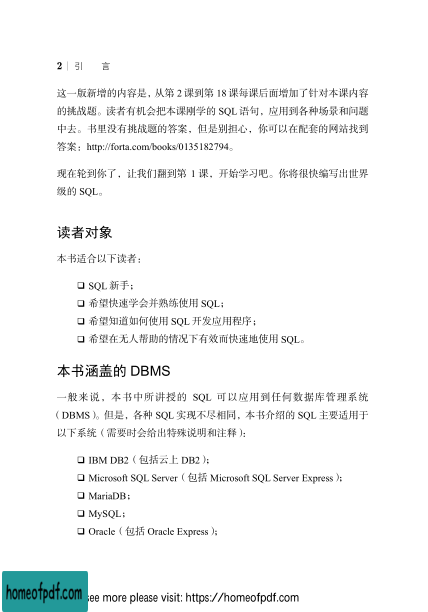 2 | 引 言
这一版新增的内容是，从第 2 课到第 18 课每课后面增加了针对本课内容
的挑战题。读者有机会把本课刚学的 SQL 语句，应用到各种场景和问题
中去。书里没有挑战题的答案，但是别担心，你可以在配套的网站找到
答案：http://forta.com/books/0135182794。
现在轮到你了，让我们翻到第 1 课，开始学习吧。你将很快编写出世界
级的 SQL。
读者对象
本书适合以下读者：
❑ SQL 新手；
❑ 希望快速学会并熟练使用 SQL；
❑ 希望知道如何使用 SQL 开发应用程序；
❑ 希望在无人帮助的情况下有效而快速地使用 SQL。
本书涵盖的 DBMS
一般来说，本书中所讲授的 SQL 可以应用到任何数据库管理系统
（DBMS）。但是，各种 SQL 实现不尽相同，本书介绍的 SQL 主要适用于
以下系统（需要时会给出特殊说明和注释）：
❑ IBM DB2（包括云上 DB2）；
❑ Microsoft SQL Server（包括 Microsoft SQL Server Express）；
❑ MariaDB；
❑ MySQL；
❑ Oracle（包括 Oracle Express）；
homeofpdf.com
see more please visit: https://homeofpdf.com